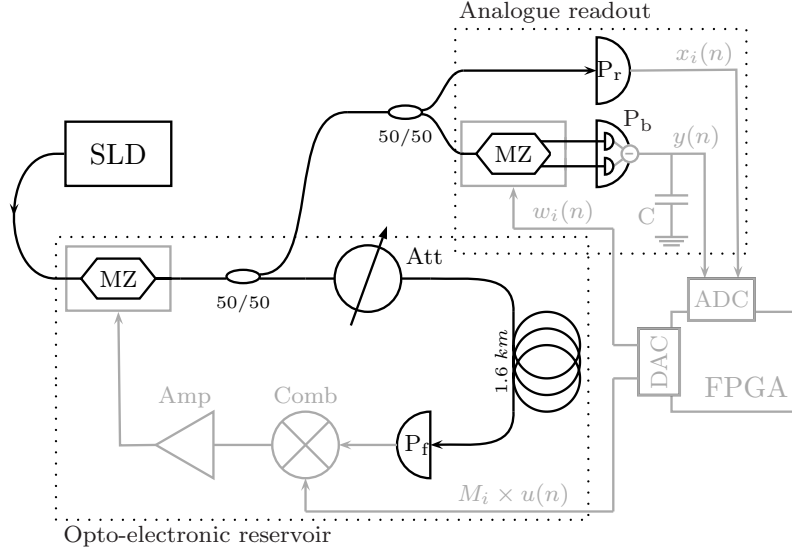 Analogue readout
P_r
x_i(n)
SLD
50/50
MZ
P_b
y(n)
w_i(n)
C
MZ
50/50
Att
ADC
1.6 km
DAC
FPGA
Amp
Comb
P_f
M_i × u(n)
Opto-electronic reservoir